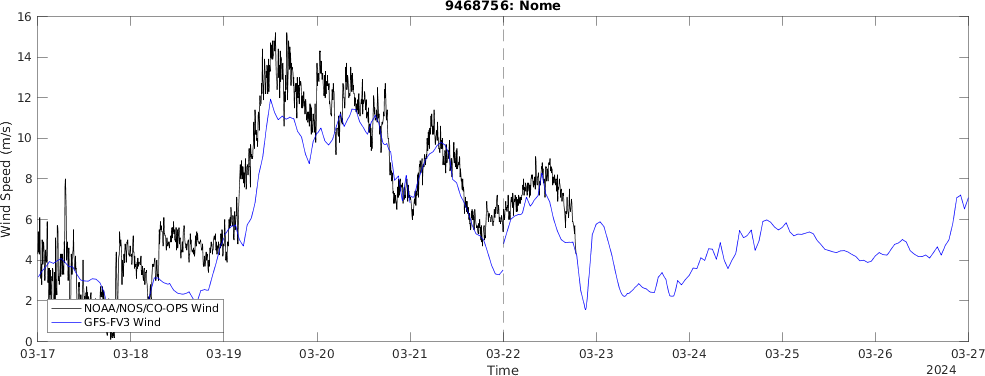 9468756: Nome
Wind Speed (m/s)
16
14
12
10
8
6
4
2
0
NOAA/NOS/CO-OPS Wind
GFS-FV3 Wind
03-17 03-18 03-19 03-20 03-21 03-22 03-23 03-24 03-25 03-26 03-27
Time
2024